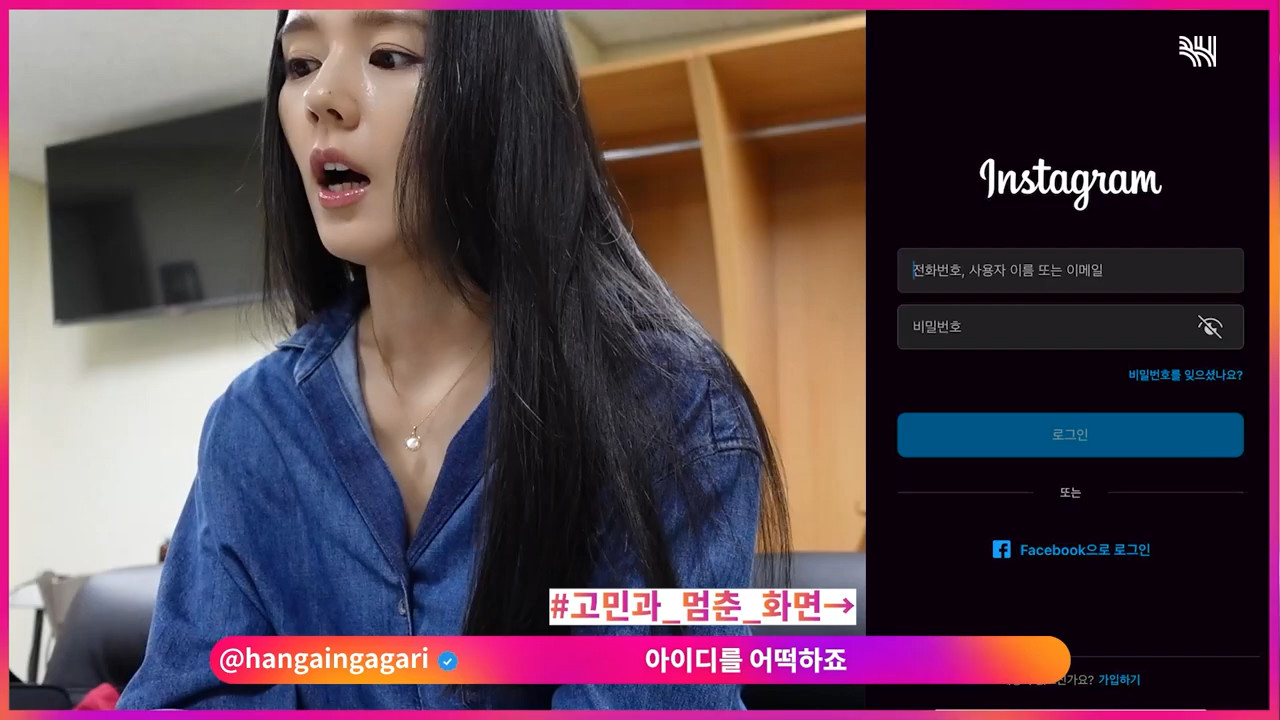 Instagram
전화번호, 사용자 이름 또는 이메일
비밀번호
비밀번호를 잊으셨나요?
로그인
또는
Facebook으로 로그인
#고민과_멈춘_화면→
@hangaingagari
아이디를 어떡하죠
가입하기